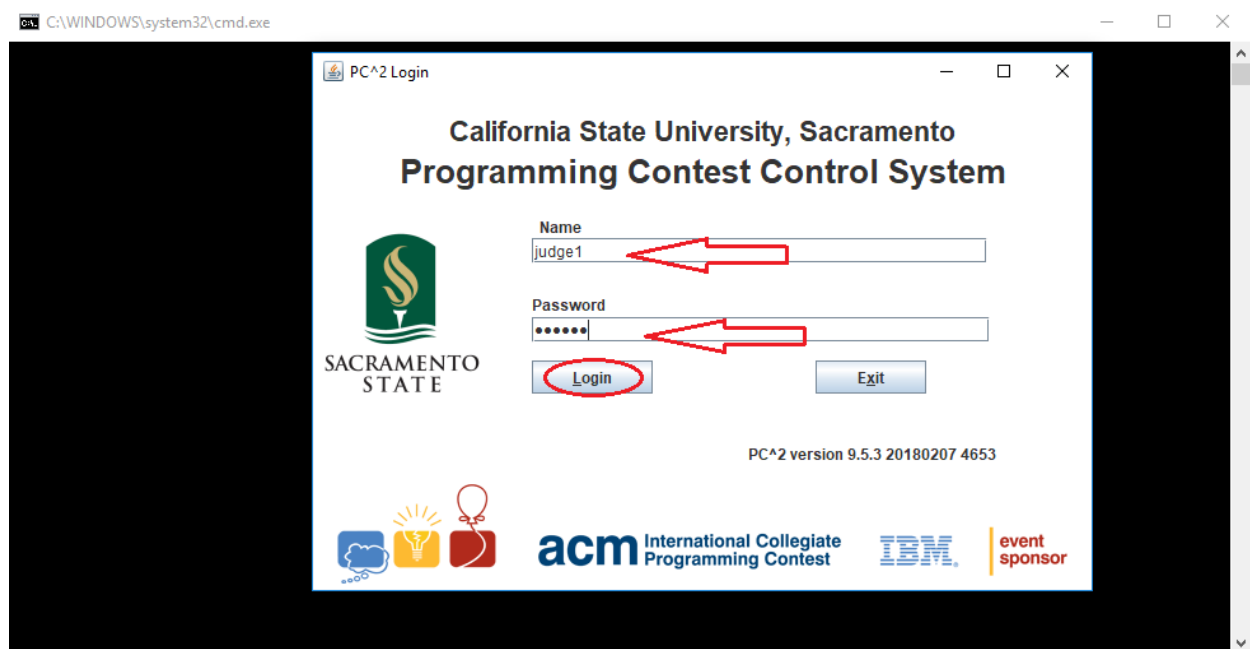 C:\WINDOWS\system32\cmd.exe
PC^2 Login
California State University, Sacramento
Programming Contest Control System
Name
judge1
Password
••••••
SACRAMENTO
STATE
Login
Exit
PC^2 version 9.5.3 20180207 4653
acm International Collegiate
Programming Contest
IBM.
event
sponsor